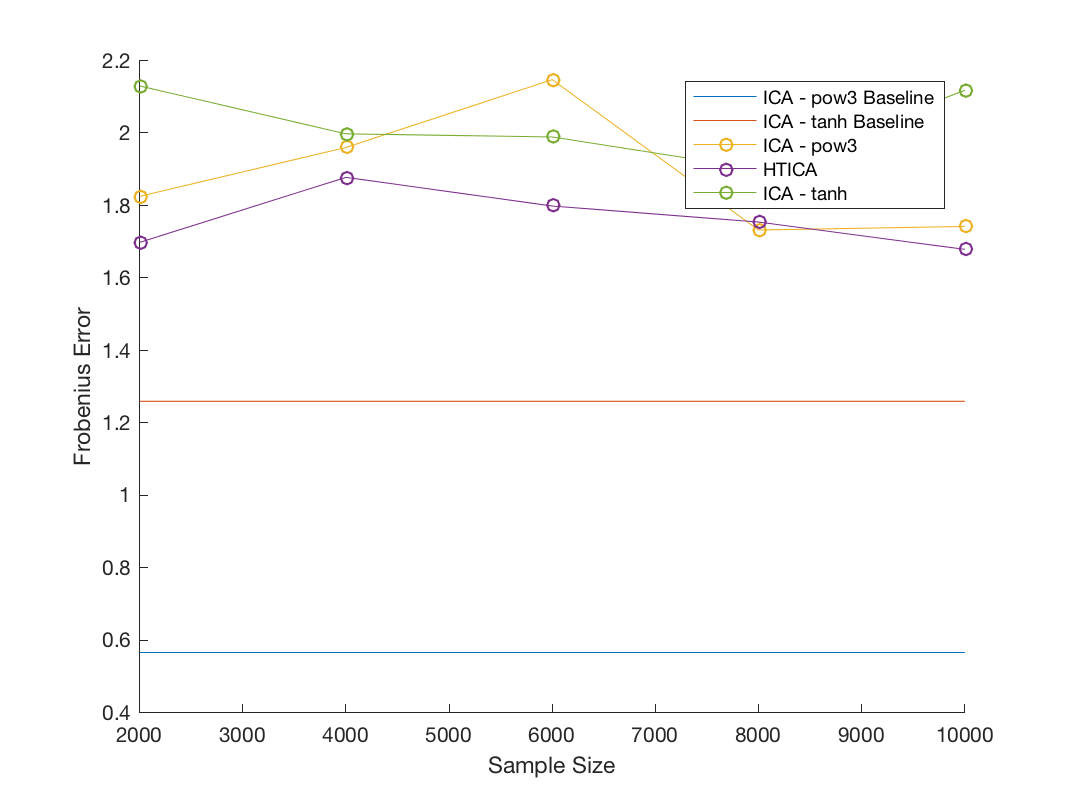 2.2
2
1.8
1.6
1.4
1.2
1
0.8
0.6
0.4
Frobenius Error
ICA - pow3 Baseline
ICA - tanh Baseline
ICA - pow3
HTICA
ICA - tanh
2000 3000 4000 5000 6000 7000 8000 9000 10000
Sample Size